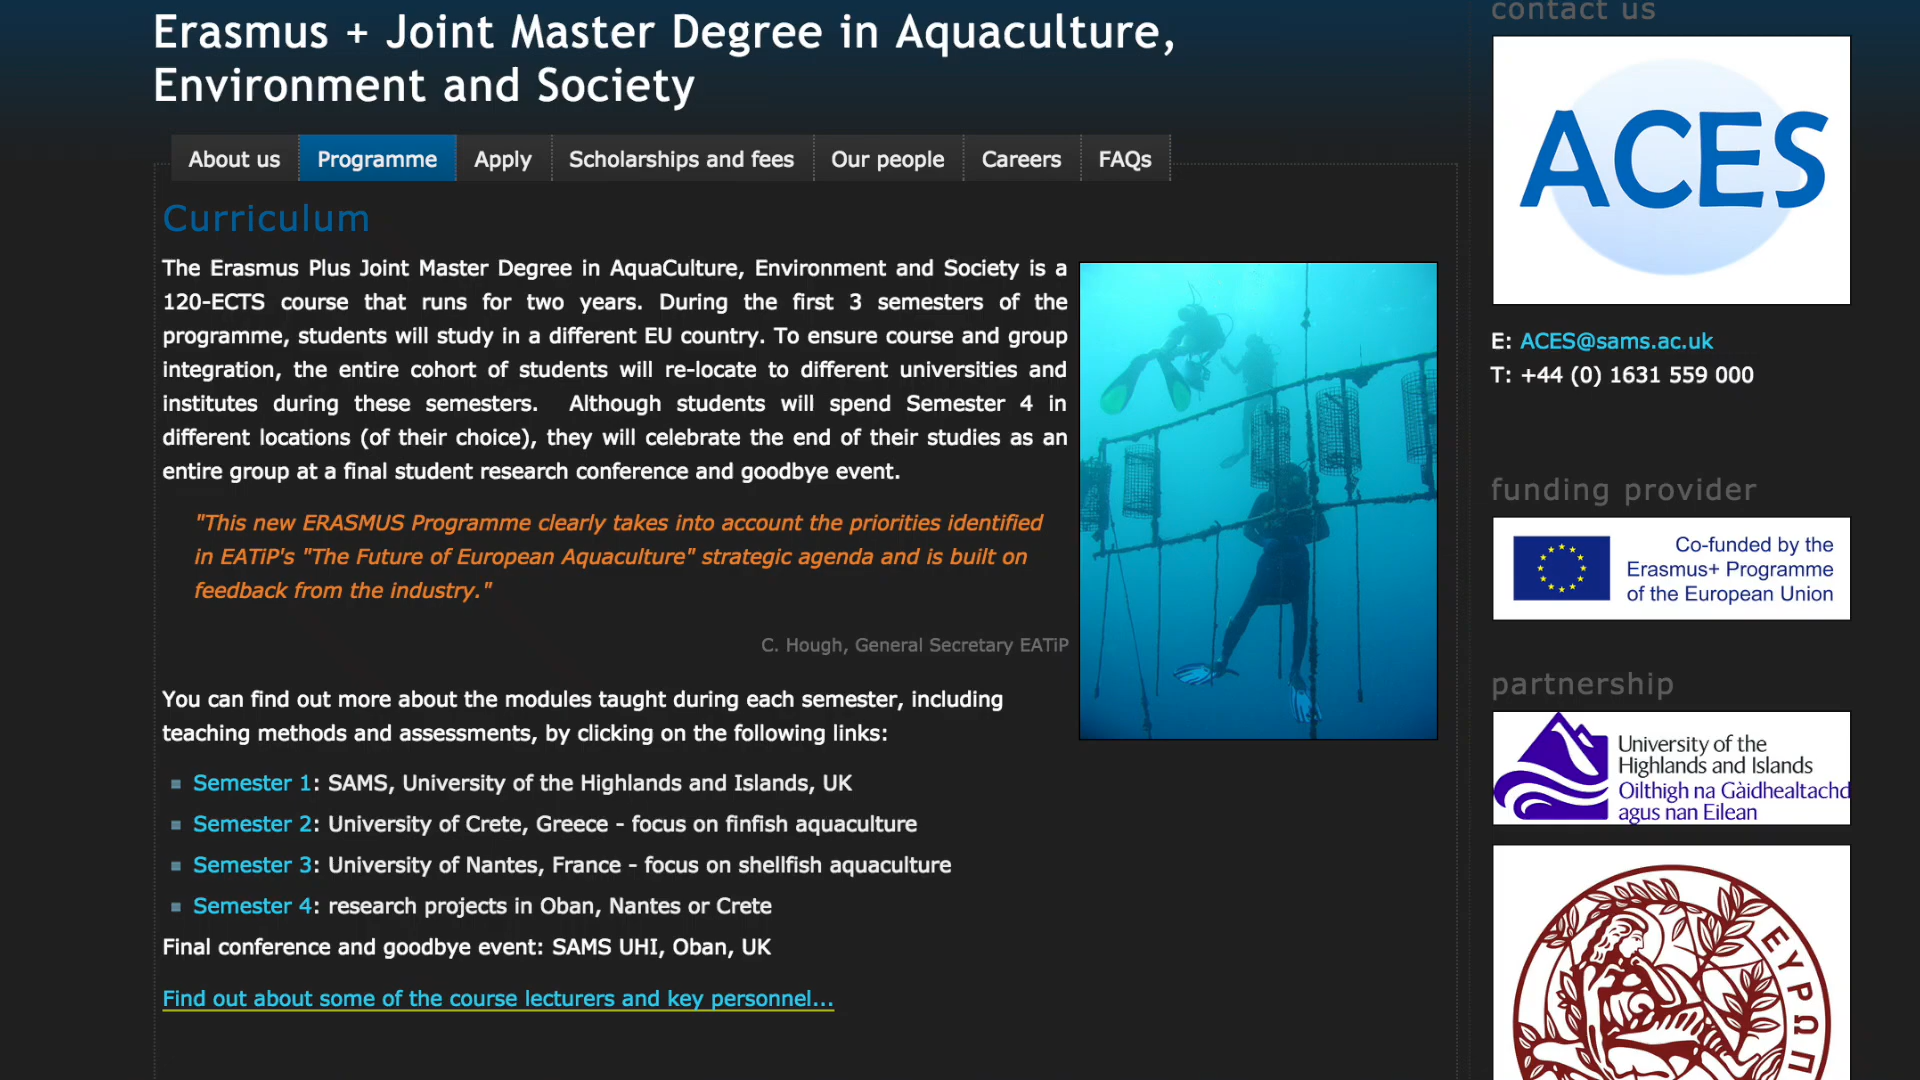 Erasmus + Joint Master Degree in Aquaculture,
Environment and Society
About us
Programme
Apply
Scholarships and fees
Our people
Careers
FAQs
Curriculum
The Erasmus Plus Joint Master Degree in AquaCulture, Environment and Society is a
120-ECTS course that runs for two years. During the first 3 semesters of the
programme, students will study in a different EU country. To ensure course and group
integration, the entire cohort of students will re-locate to different universities and
institutes during these semesters. Although students will spend Semester 4 in
different locations (of their choice), they will celebrate the end of their studies as an
entire group at a final student research conference and goodbye event.
"This new ERASMUS Programme clearly takes into account the priorities identified
in EATiP's "The Future of European Aquaculture" strategic agenda and is built on
feedback from the industry."
C. Hough, General Secretary EATiP
You can find out more about the modules taught during each semester, including
teaching methods and assessments, by clicking on the following links:
Semester 1: SAMS, University of the Highlands and Islands, UK
Semester 2: University of Crete, Greece - focus on finfish aquaculture
Semester 3: University of Nantes, France - focus on shellfish aquaculture
Semester 4: research projects in Oban, Nantes or Crete
Final conference and goodbye event: SAMS UHI, Oban, UK
Find out about some of the course lecturers and key personnel...
contact us
ACES
E: ACES@sams.ac.uk
T: +44 (0) 1631 559 000
funding provider
Co-funded by the
Erasmus+ Programme
of the European Union
partnership
University of the
Highlands and Islands
Oilthigh na Gàidhealtachd
agus nan Eilean
ΕΥΡΩΠ